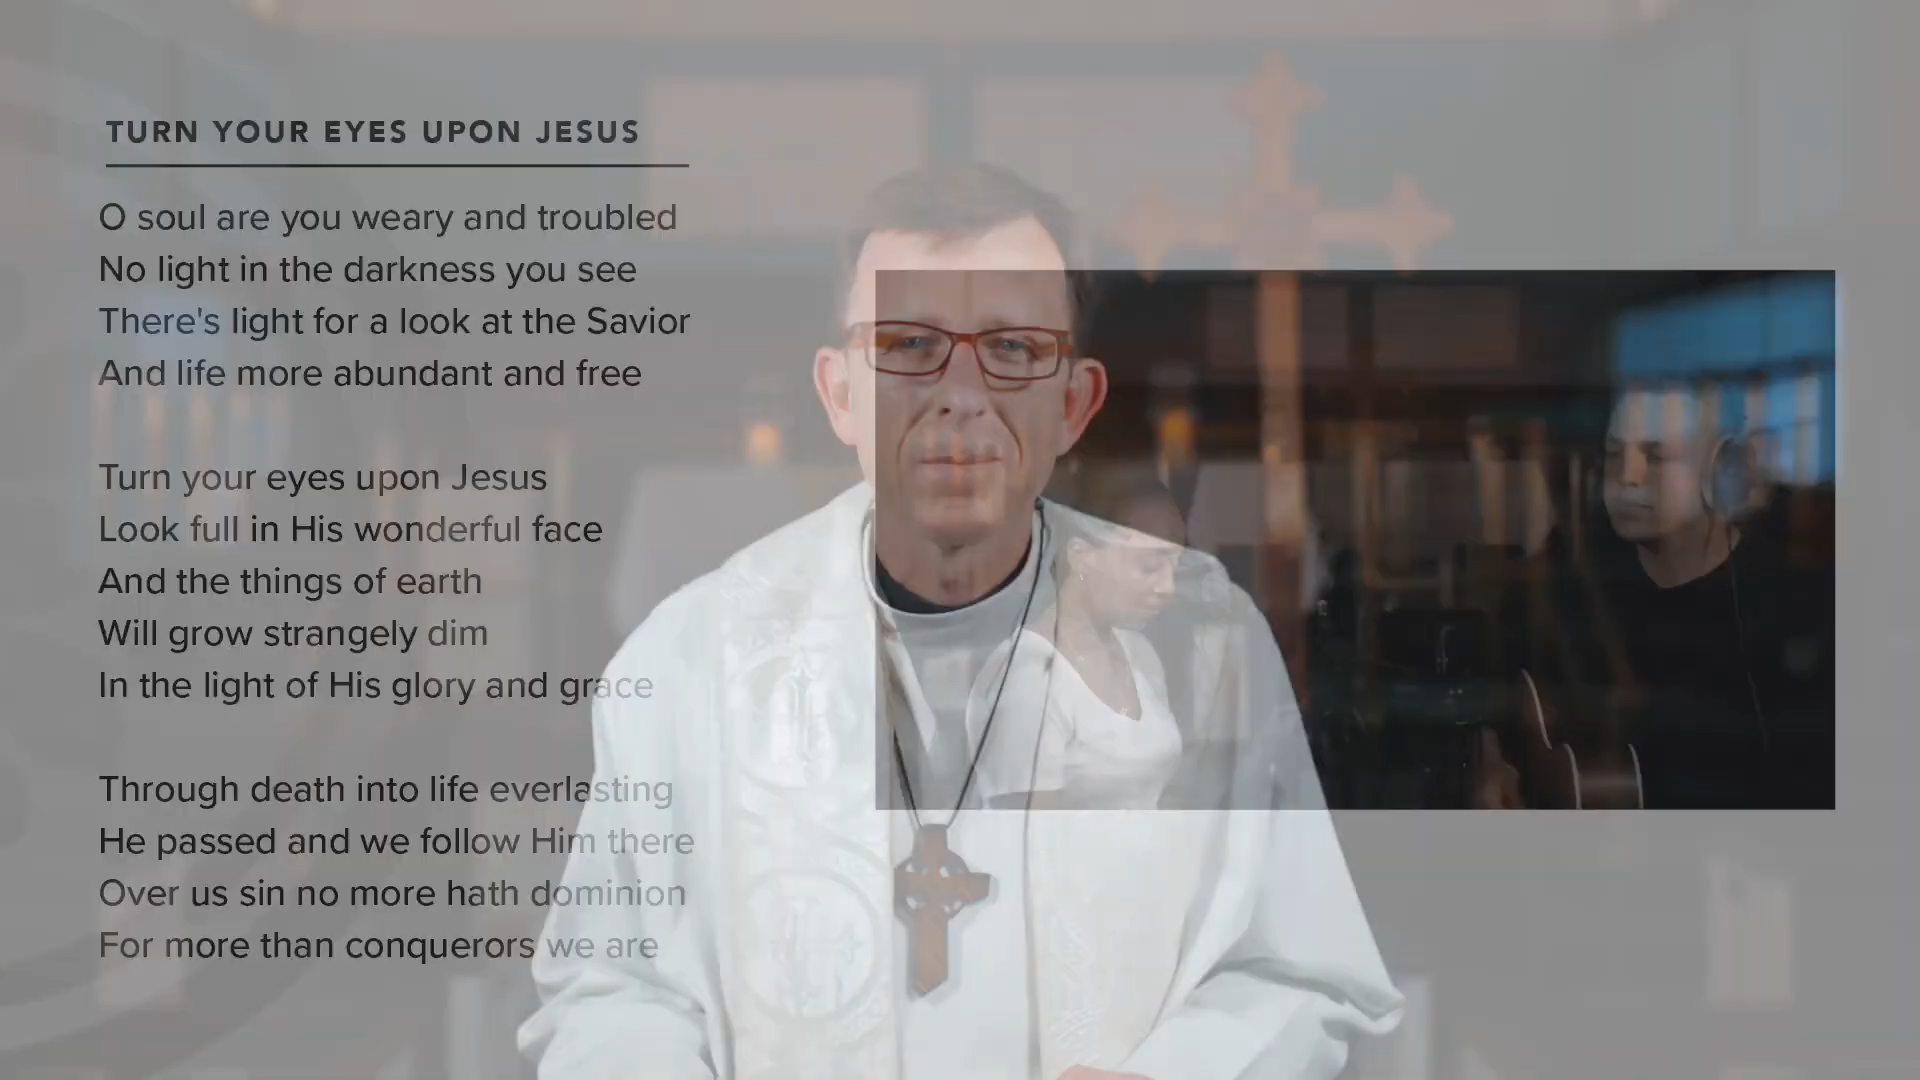 TURN YOUR EYES UPON JESUS
O soul are you weary and troubled
No light in the darkness you see
There's light for a look at the Savior
And life more abundant and free
Turn your eyes upon Jesus
Look full in His wonderful face
And the things of earth
Will grow strangely dim
In the light of His glory and grace
Through death into life everlasting
He passed and we follow Him there
Over us sin no more hath dominion
For more than conquerors we are